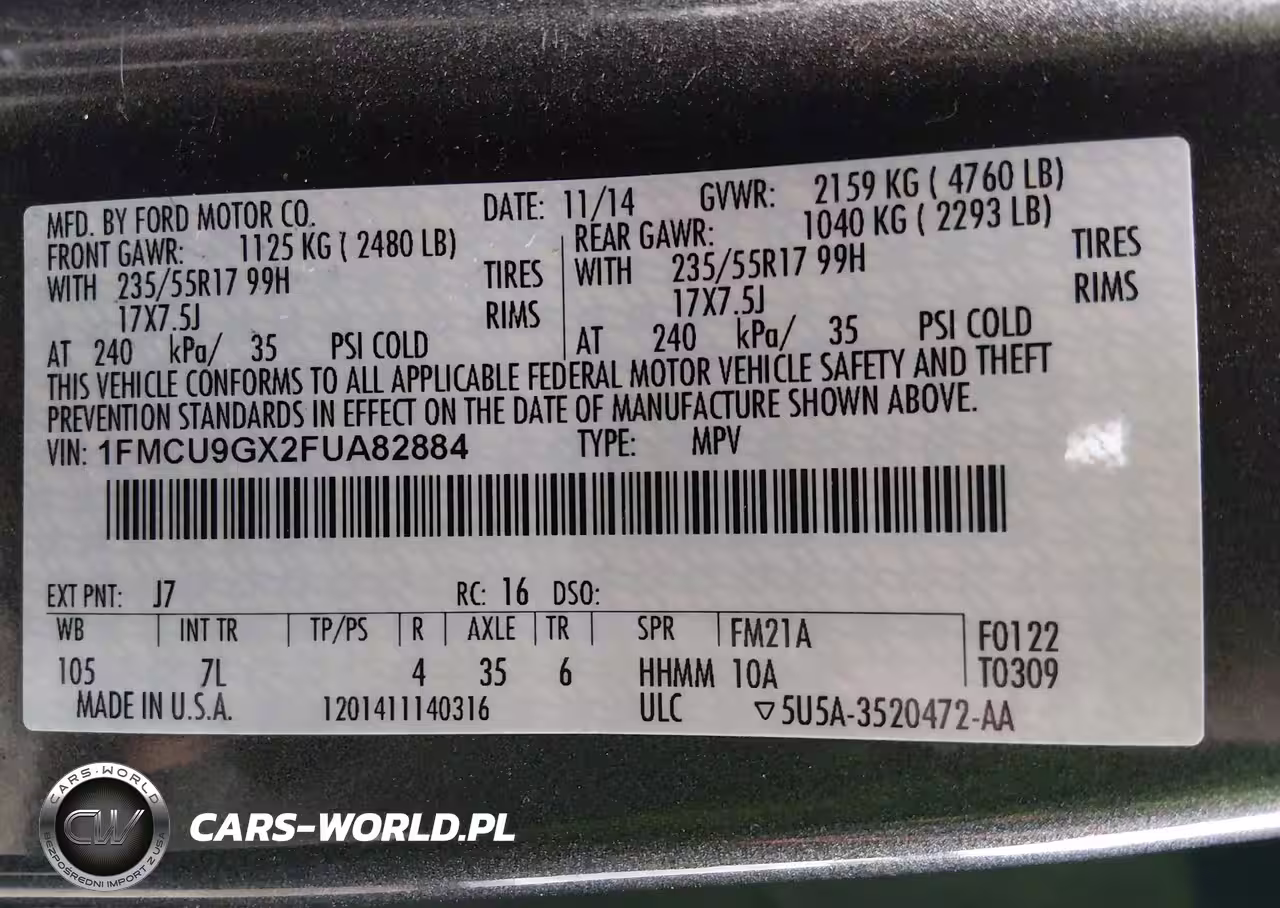 MFD. BY FORD MOTOR CO. DATE: 11/14 GVWR: 2159 KG ( 4760 LB)
FRONT GAWR: 1125 KG ( 2480 LB) REAR GAWR: 1040 KG ( 2293 LB)
WITH 235/55R17 99H TIRES WITH 235/55R17 99H TIRES
17X7.5J RIMS 17X7.5J RIMS
AT 240 kPa/ 35 PSI COLD AT 240 kPa/ 35 PSI COLD
THIS VEHICLE CONFORMS TO ALL APPLICABLE FEDERAL MOTOR VEHICLE SAFETY AND THEFT
PREVENTION STANDARDS IN EFFECT ON THE DATE OF MANUFACTURE SHOWN ABOVE.
VIN: 1FMCU9GX2FUA82884 TYPE: MPV
EXT PNT: J7 RC: 16 DSO:
WB INT TR TP/PS R AXLE TR SPR FM21A F0122
105 7L 4 35 6 HHMM 10A T0309
MADE IN U.S.A. 1201411140316 ULC ▽5U5A-3520472-AA
CARS-WORLD
CW
BEZPOŚREDNI IMPORT Z USA
CARS-WORLD.PL